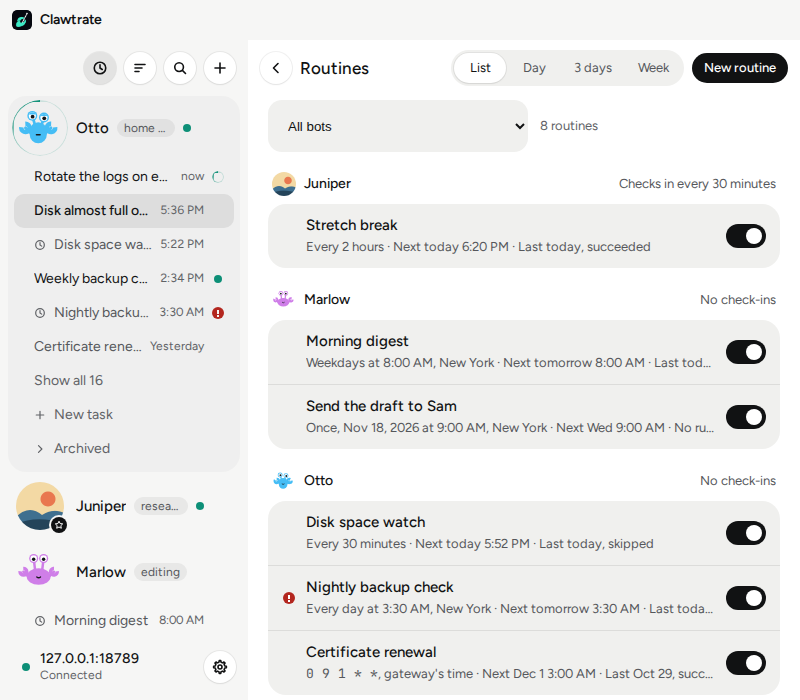 Clawtrate
Otto home ...
Rotate the logs on e... now
Disk almost full o... 5:36 PM
Disk space wa... 5:22 PM
Weekly backup c... 2:34 PM
Nightly backu... 3:30 AM
Certificate rene... Yesterday
Show all 16
New task
Archived
Juniper resea...
Marlow editing
Morning digest 8:00 AM
127.0.0.1:18789
Connected
Routines
List Day 3 days Week
New routine
All bots
8 routines
Juniper Checks in every 30 minutes
Stretch break
Every 2 hours · Next today 6:20 PM · Last today, succeeded
Marlow No check-ins
Morning digest
Weekdays at 8:00 AM, New York · Next tomorrow 8:00 AM · Last tod...
Send the draft to Sam
Once, Nov 18, 2026 at 9:00 AM, New York · Next Wed 9:00 AM · No ru...
Otto No check-ins
Disk space watch
Every 30 minutes · Next today 5:52 PM · Last today, skipped
Nightly backup check
Every day at 3:30 AM, New York · Next tomorrow 3:30 AM · Last toda...
Certificate renewal
0 9 1 * *, gateway's time · Next Dec 1 3:00 AM · Last Oct 29, succ...